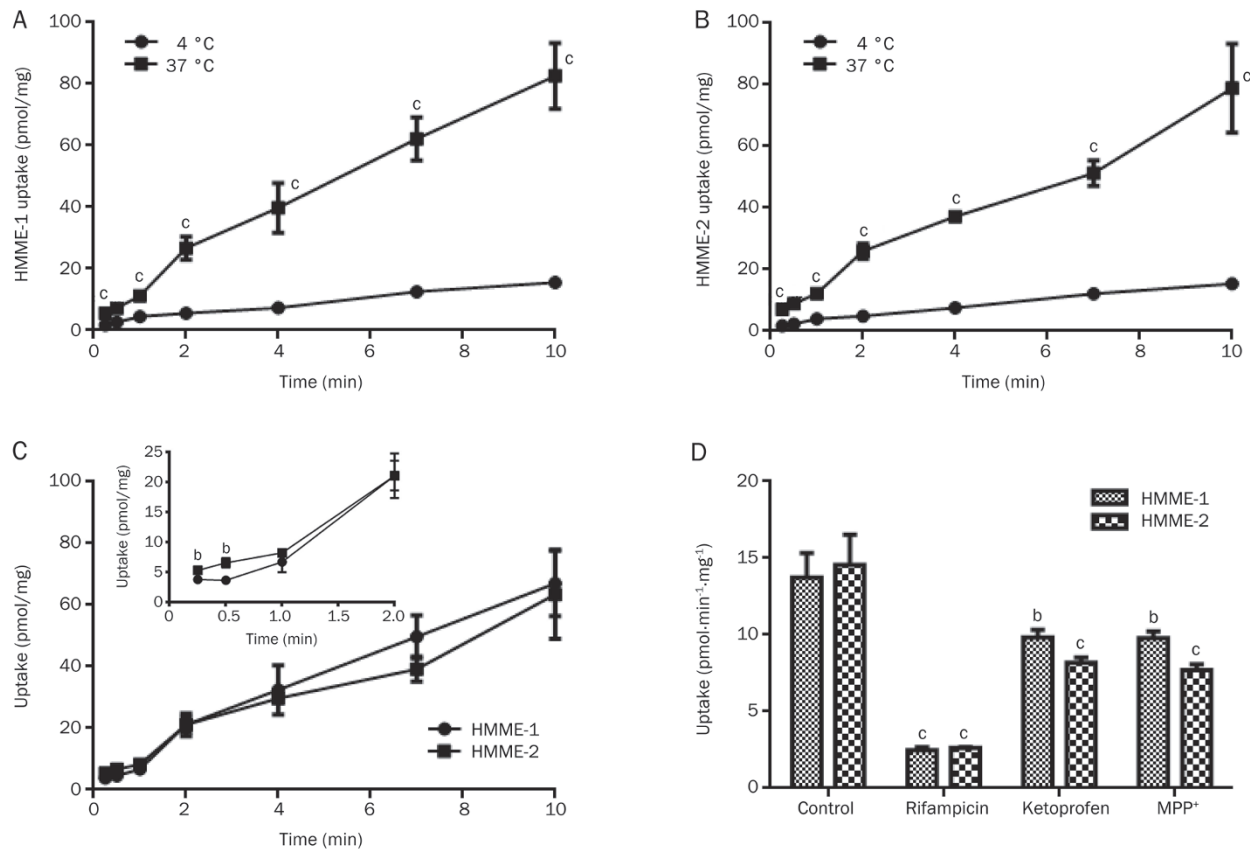 A
HMME-1 uptake (pmol/mg)
100
80
60
40
20
0
4 °C
37 °C
c
c
c
c
c
c
0
2
4
6
8
10
Time (min)
B
HMME-2 uptake (pmol/mg)
100
80
60
40
20
0
4 °C
37 °C
c
c
c
c
c
c
0
2
4
6
8
10
Time (min)
C
Uptake (pmol/mg)
100
80
60
40
20
0
Uptake (pmol/mg)
25
20
15
10
5
0
b
b
0
0.5
1.0
1.5
2.0
Time (min)
HMME-1
HMME-2
0
2
4
6
8
10
Time (min)
D
Uptake (pmol·min⁻¹·mg⁻¹)
20
15
10
5
0
HMME-1
HMME-2
c
c
b
c
b
c
Control
Rifampicin
Ketoprofen
MPP⁺